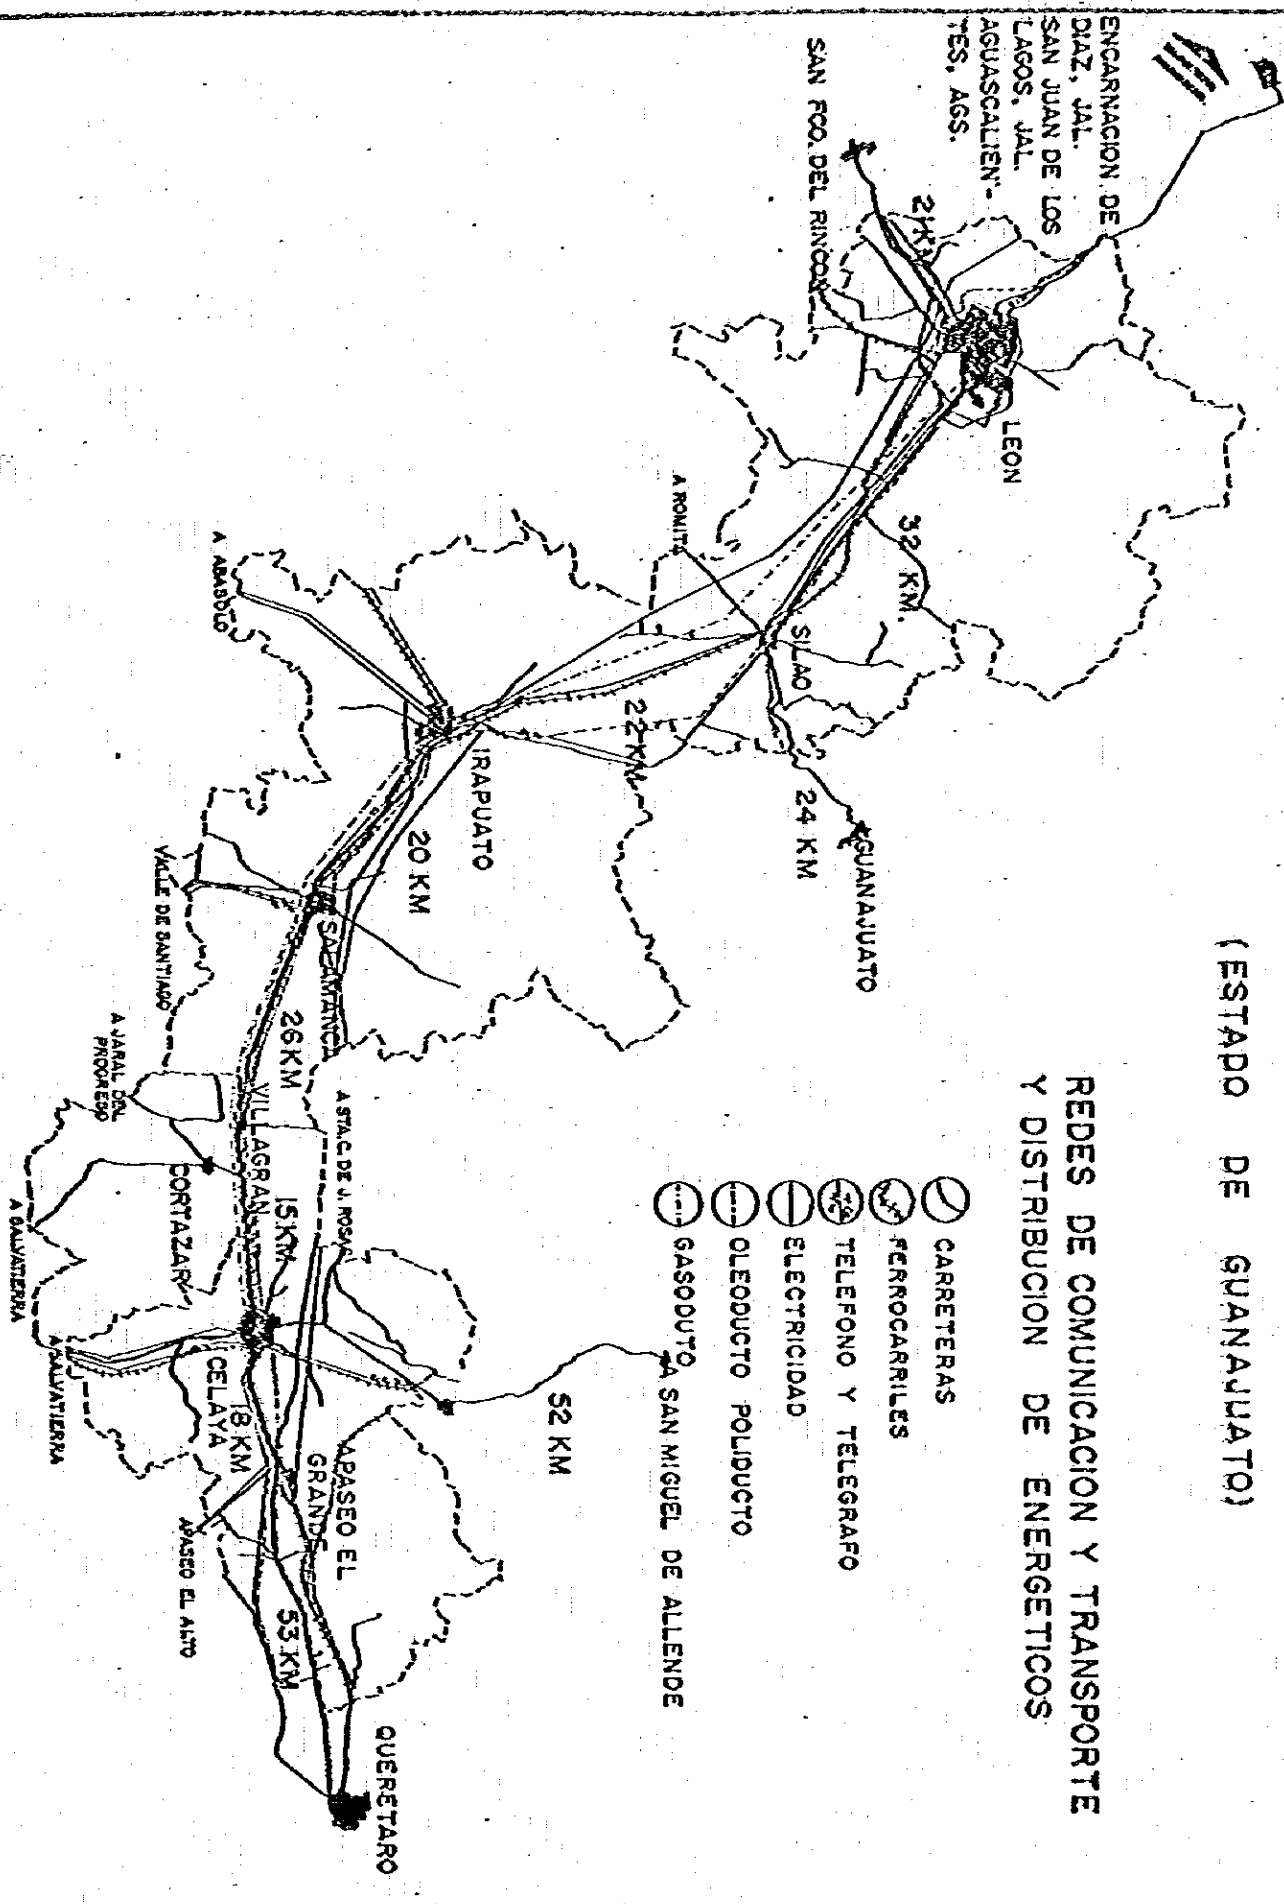 (ESTADO DE GUANAJUATO)
REDES DE COMUNICACION Y TRANSPORTE
Y DISTRIBUCION DE ENERGETICOS
CARRETERAS
FERROCARRILES
TELEFONO Y TELEGRAFO
ELECTRICIDAD
OLEODUCTO POLIDUCTO
GASODUTO
ENCARNACION DE
DIAZ, JAL.
SAN JUAN DE LOS
LAGOS, JAL.
AGUASCALIEN-
TES, AGS.
SAN FCO. DEL RINCON
21 KM
LEON
32 KM.
A ROMITA
SILAO
24 KM
GUANAJUATO
22 KM
A ABASOLO
IRAPUATO
20 KM
SALAMANCA
VALLE DE SANTIAGO
26 KM
A JARAL DEL
PROGRESO
VILLAGRAN
CORTAZAR
15 KM
A STA. C. DE J. ROSAS
A SALVATIERRA
A SALVATIERRA
CELAYA
18 KM
A SAN MIGUEL DE ALLENDE
52 KM
APASEO EL
GRANDE
APASEO EL ALTO
53 KM
QUERETARO